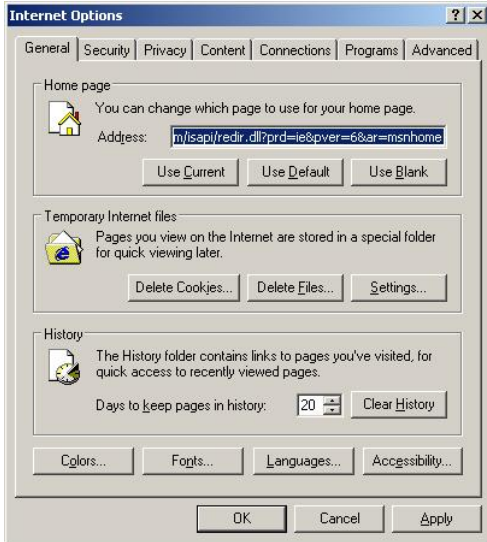 Internet Options
General Security Privacy Content Connections Programs Advanced
Home page
You can change which page to use for your home page.
Address: m/isapi/redir.dll?prd=ie&pver=6&ar=msnhome
Use Current Use Default Use Blank
Temporary Internet files
Pages you view on the Internet are stored in a special folder
for quick viewing later.
Delete Cookies... Delete Files... Settings...
History
The History folder contains links to pages you've visited, for
quick access to recently viewed pages.
Days to keep pages in history: 20 Clear History
Colors... Fonts... Languages... Accessibility...
OK Cancel Apply